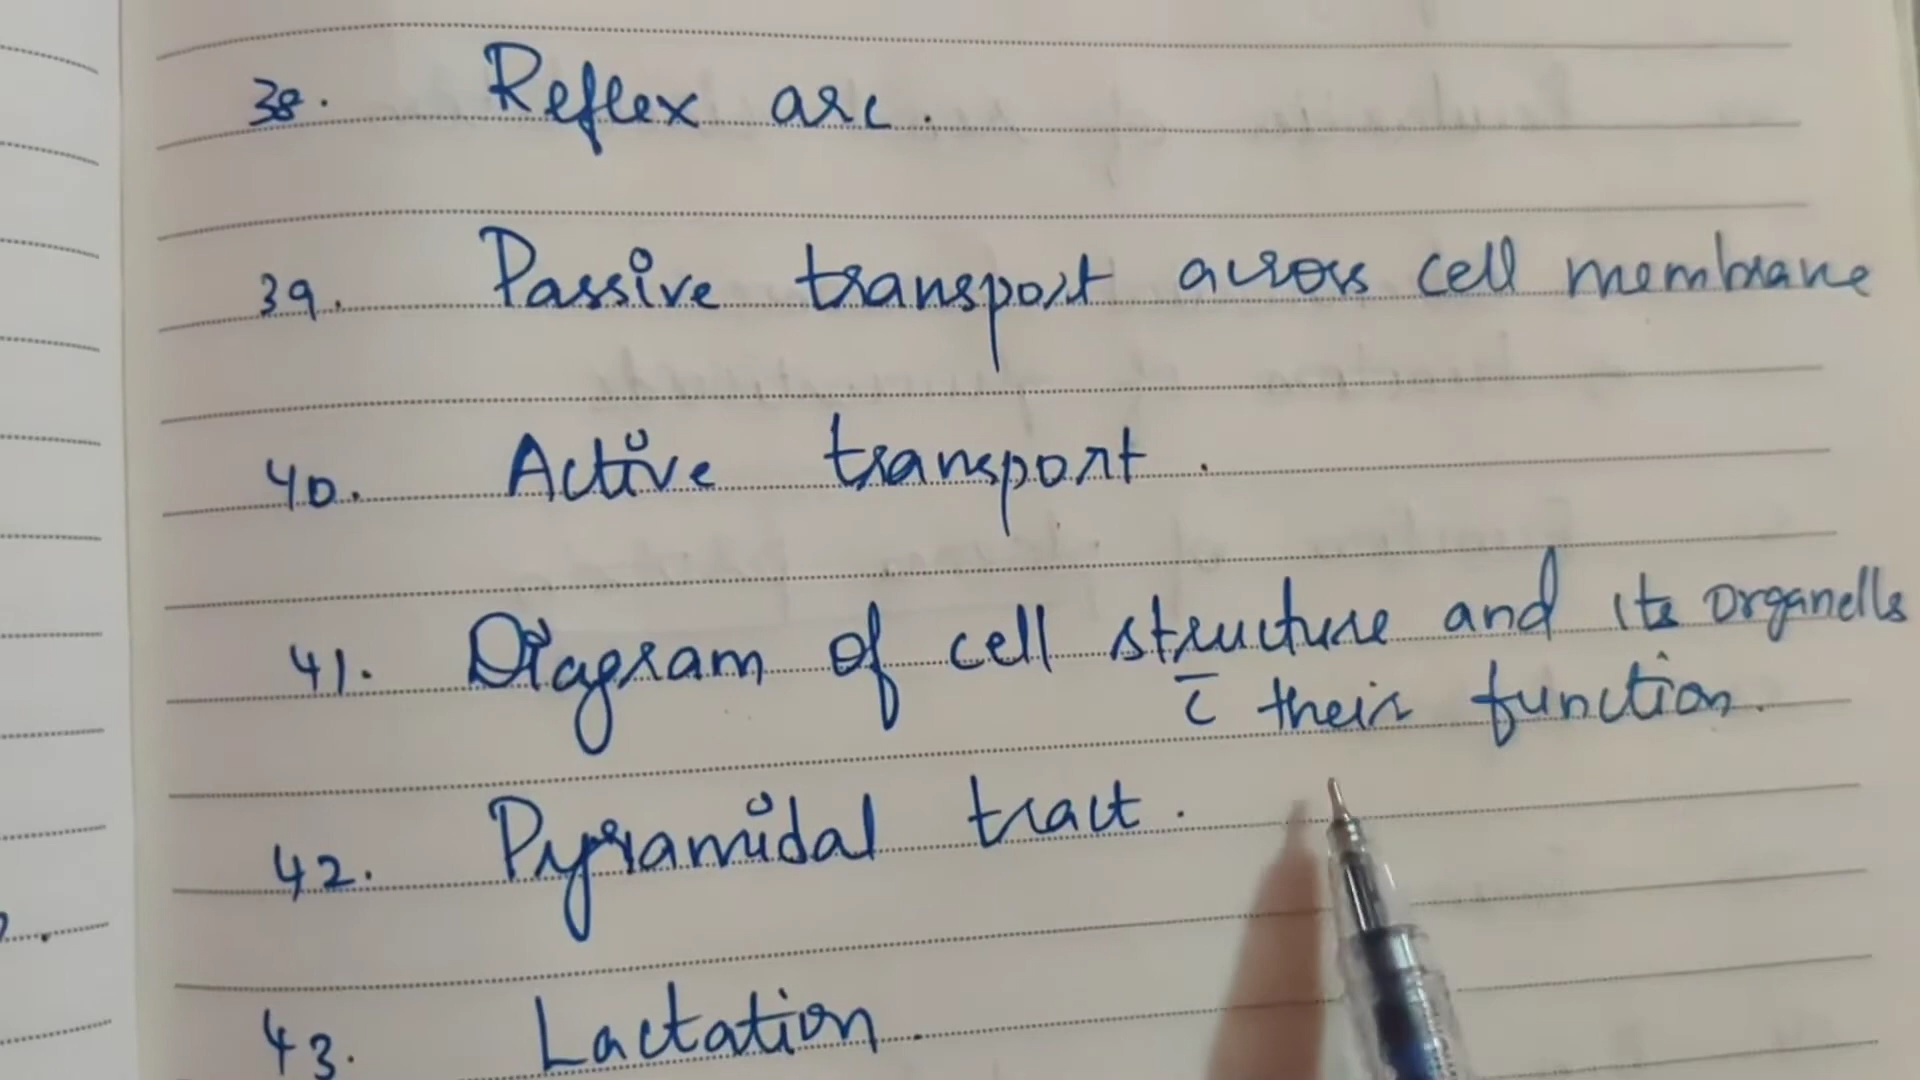 38. Reflex arc.
39. Passive transport across cell membrane
40. Active transport.
41. Diagram of cell structure and its organells
c̄ their function.
42. Pyramidal tract.
43. Lactation.